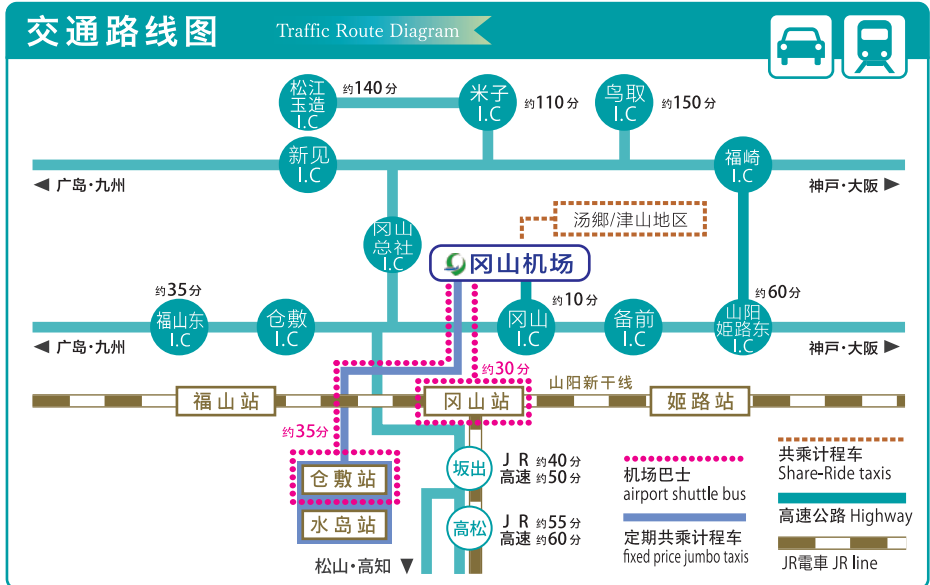 交通路线图
Traffic Route Diagram
松江
玉造
I.C
约140分
米子
I.C
约110分
鸟取
I.C
约150分
新见
I.C
福崎
I.C
◀ 广岛·九州
神戸·大阪 ▶
汤郷/津山地区
冈山
总社
I.C
冈山机场
约35分
福山东
I.C
仓敷
I.C
约10分
冈山
I.C
备前
I.C
约60分
山阳
姬路东
I.C
◀ 广岛·九州
神戸·大阪 ▶
约30分
山阳新干线
福山站
冈山站
姬路站
约35分
仓敷站
水岛站
坂出
JR 约40分
高速 约50分
高松
JR 约55分
高速 约60分
松山·高知 ▼
机场巴士
airport shuttle bus
定期共乘计程车
fixed price jumbo taxis
共乘计程车
Share-Ride taxis
高速公路 Highway
JR電車 JR line